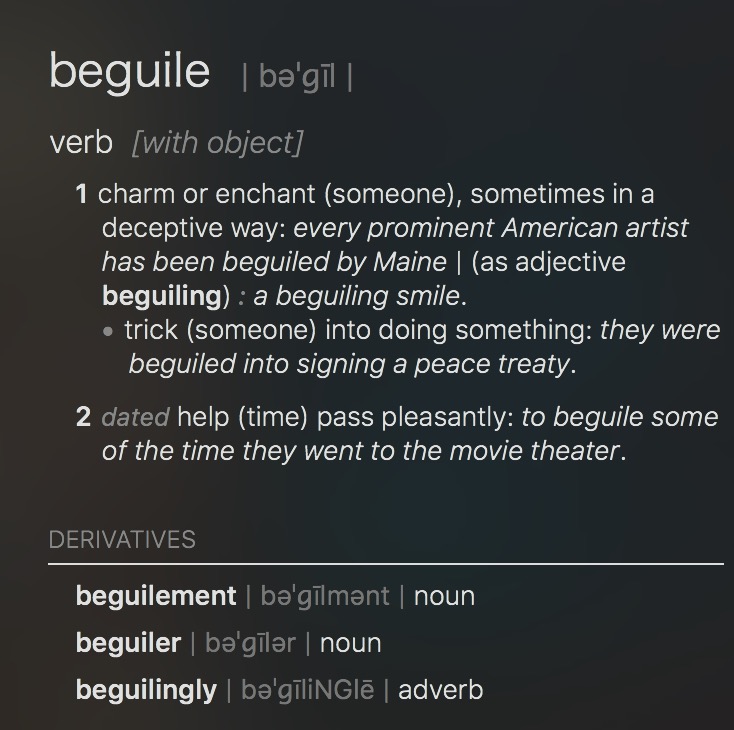 beguile | bəˈɡīl |
verb [with object]
1 charm or enchant (someone), sometimes in a
deceptive way: every prominent American artist
has been beguiled by Maine | (as adjective
beguiling) : a beguiling smile.
• trick (someone) into doing something: they were
beguiled into signing a peace treaty.
2 dated help (time) pass pleasantly: to beguile some
of the time they went to the movie theater.
DERIVATIVES
beguilement | bəˈɡīlmənt | noun
beguiler | bəˈɡīlər | noun
beguilingly | bəˈɡīliNGlē | adverb